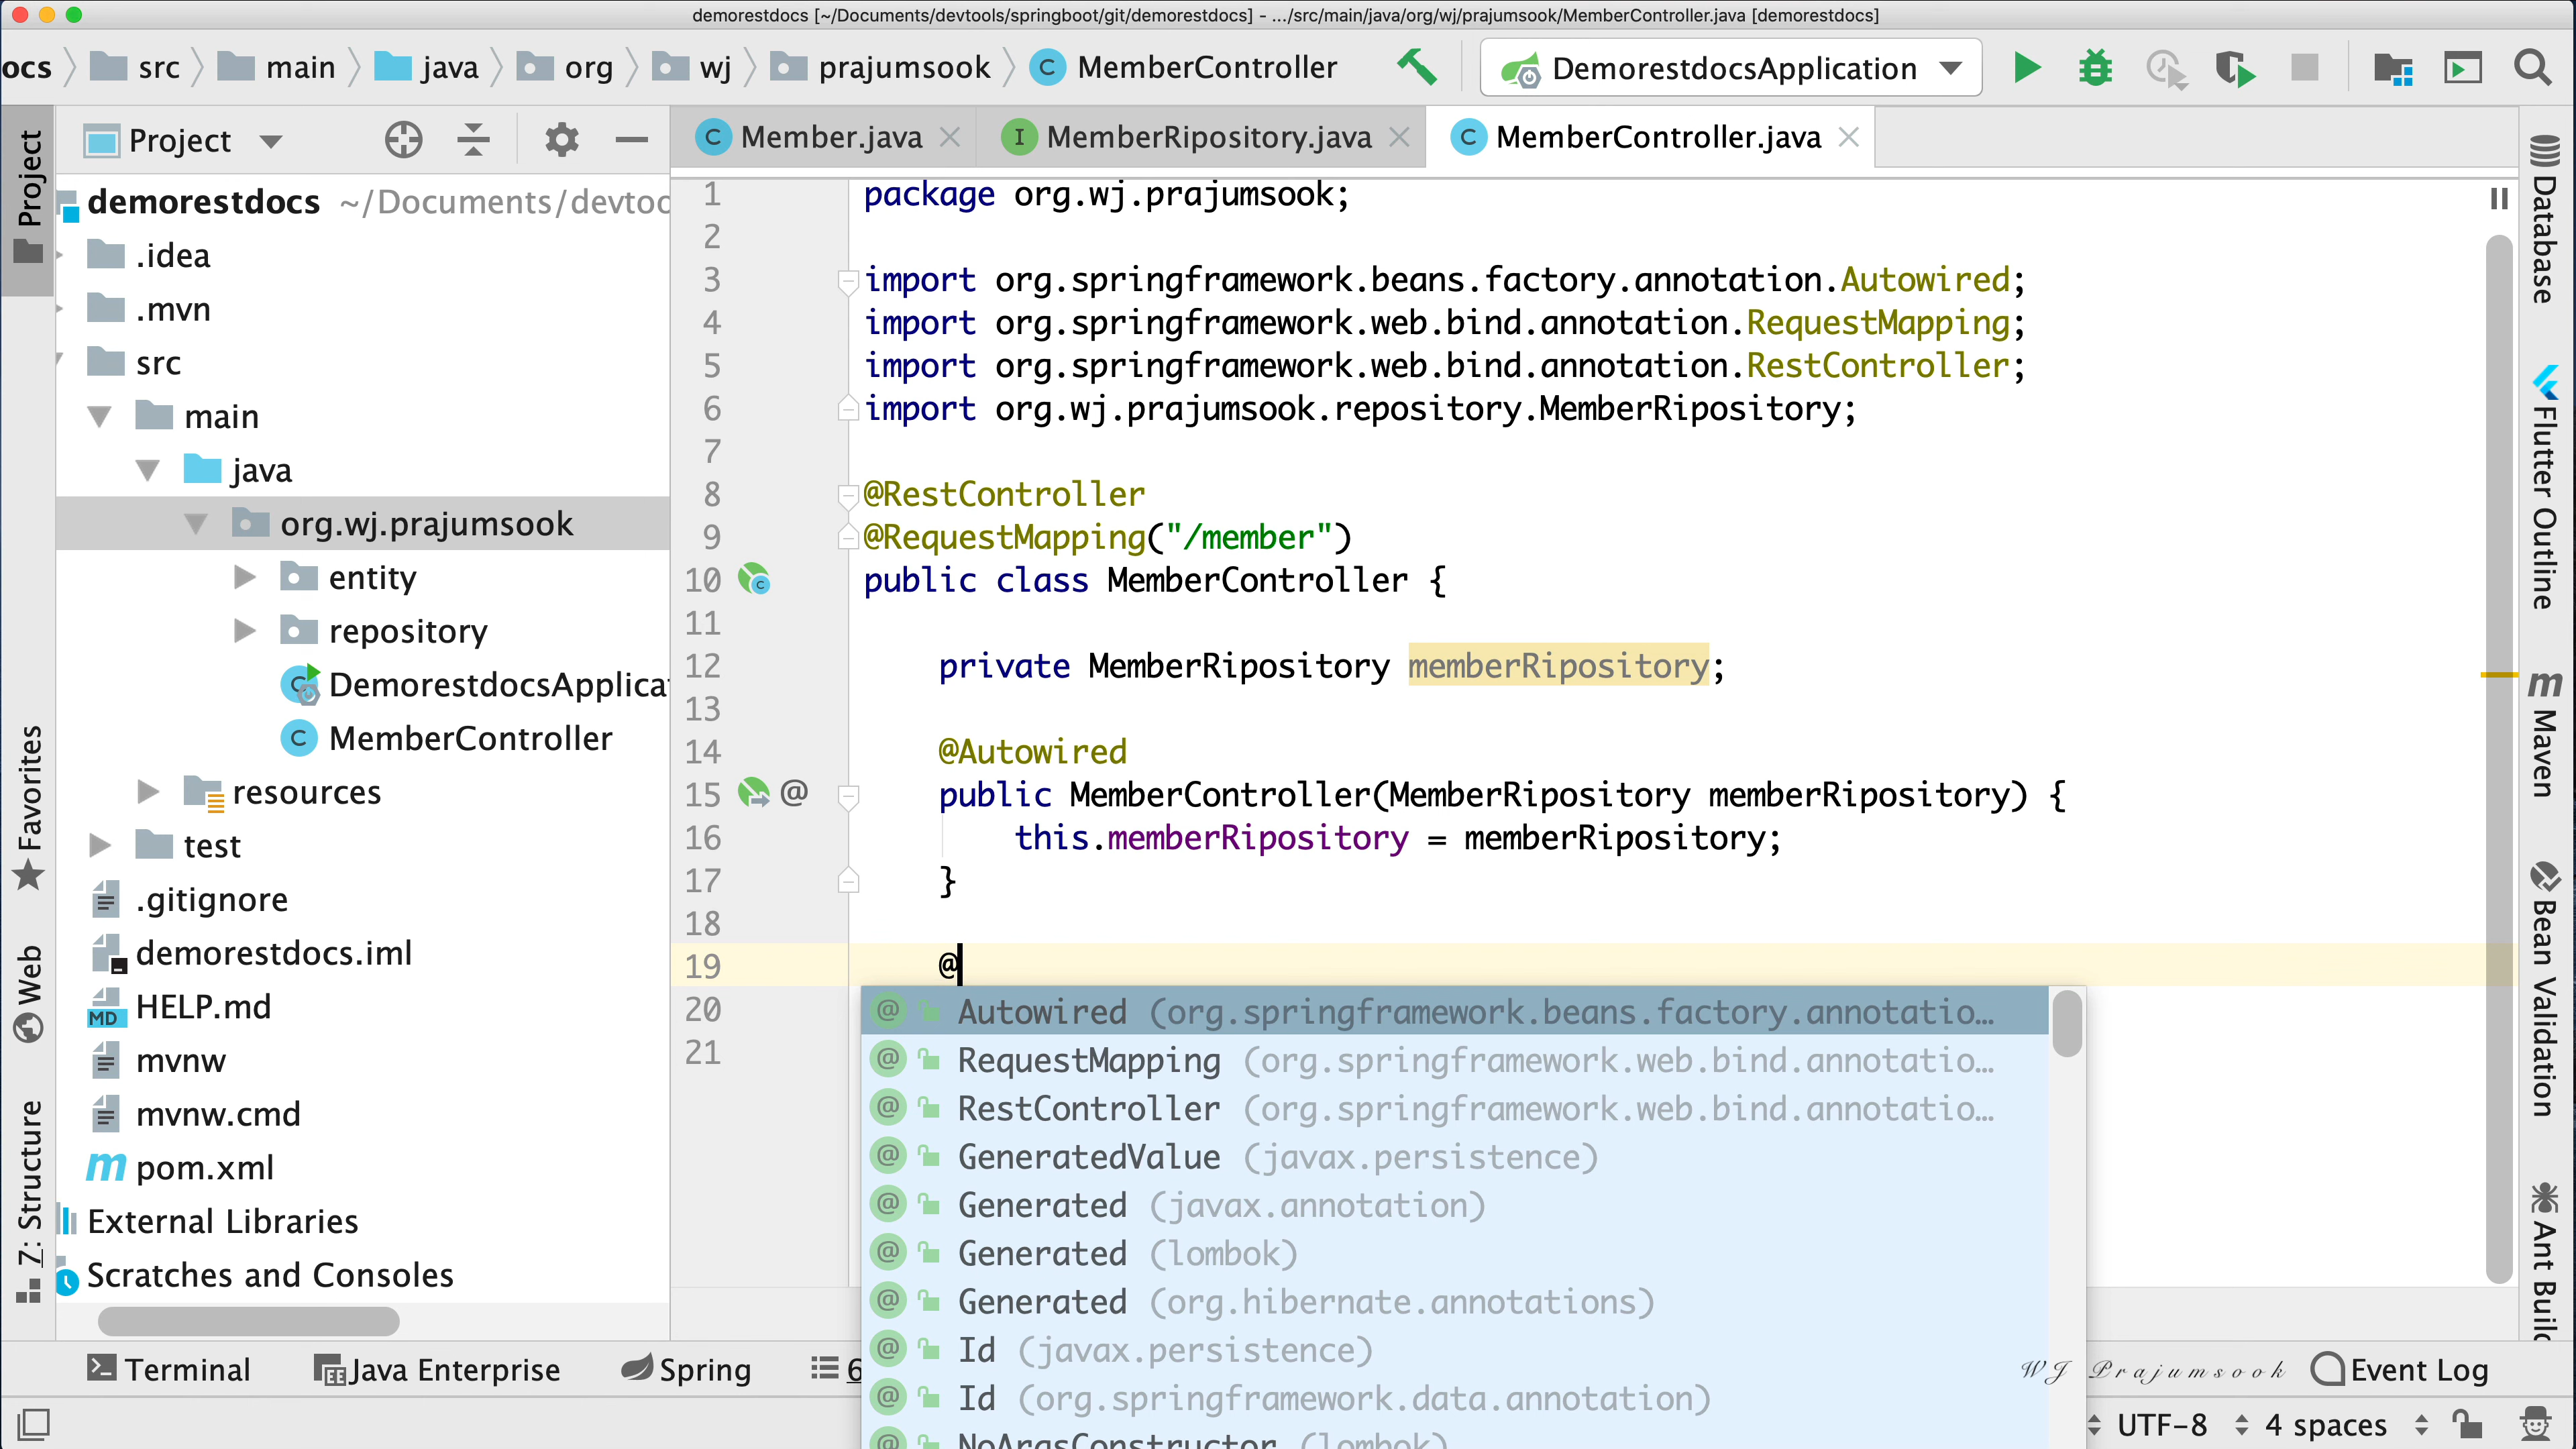 demorestdocs [~/Documents/devtools/springboot/git/demorestdocs] - .../src/main/java/org/wj/prajumsook/MemberController.java [demorestdocs]
ocs src main java org wj prajumsook MemberController DemorestdocsApplication
Project
Member.java MemberRipository.java MemberController.java
Project
demorestdocs ~/Documents/devtoo
.idea
.mvn
src
main
java
org.wj.prajumsook
entity
repository
DemorestdocsApplica
MemberController
resources
test
.gitignore
demorestdocs.iml
HELP.md
mvnw
mvnw.cmd
pom.xml
External Libraries
Scratches and Consoles
Favorites
Web
Z: Structure
1 package org.wj.prajumsook;
2
3 import org.springframework.beans.factory.annotation.Autowired;
4 import org.springframework.web.bind.annotation.RequestMapping;
5 import org.springframework.web.bind.annotation.RestController;
6 import org.wj.prajumsook.repository.MemberRipository;
7
8 @RestController
9 @RequestMapping("/member")
10 public class MemberController {
11
12 private MemberRipository memberRipository;
13
14 @Autowired
15 @ public MemberController(MemberRipository memberRipository) {
16 this.memberRipository = memberRipository;
17 }
18
19 @
20
21
@ Autowired (org.springframework.beans.factory.annotatio...
@ RequestMapping (org.springframework.web.bind.annotatio...
@ RestController (org.springframework.web.bind.annotatio...
@ GeneratedValue (javax.persistence)
@ Generated (javax.annotation)
@ Generated (lombok)
@ Generated (org.hibernate.annotations)
@ Id (javax.persistence)
@ Id (org.springframework.data.annotation)
@ NoArgsConstructor (lombok)
Database
Flutter Outline
Maven
Bean Validation
Ant Build
Terminal Java Enterprise Spring 6 WJ Prajumsook Event Log
UTF-8 4 spaces